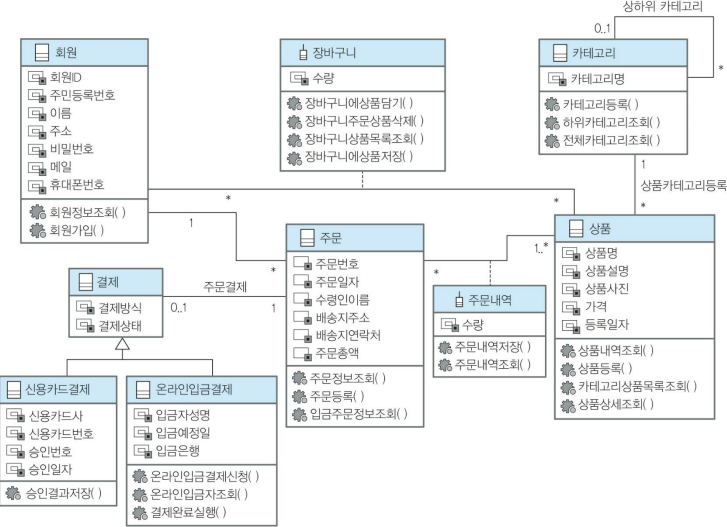 상하위 카테고리
0..1
*
회원
회원ID
주민등록번호
이름
주소
비밀번호
메일
휴대폰번호
회원정보조회( )
회원가입( )
장바구니
수량
장바구니에상품담기( )
장바구니주문상품삭제( )
장바구니상품목록조회( )
장바구니에상품저장( )
카테고리
카테고리명
카테고리등록( )
하위카테고리조회( )
전체카테고리조회( )
1
상품카테고리등록
*
*
*
1
*
주문
주문번호
주문일자
수령인이름
배송지주소
배송지연락처
주문총액
주문정보조회( )
주문등록( )
입금주문정보조회( )
*
1..*
주문내역
수량
주문내역저장( )
주문내역조회( )
상품
상품명
상품설명
상품사진
가격
등록일자
상품내역조회( )
상품등록( )
카테고리상품목록조회( )
상품상세조회( )
결제
결제방식
결제상태
주문결제
0..1
1
신용카드결제
신용카드사
신용카드번호
승인번호
승인일자
승인결과저장( )
온라인입금결제
입금자성명
입금예정일
입금은행
온라인입금결제신청( )
온라인입금자조회( )
결제완료실행( )